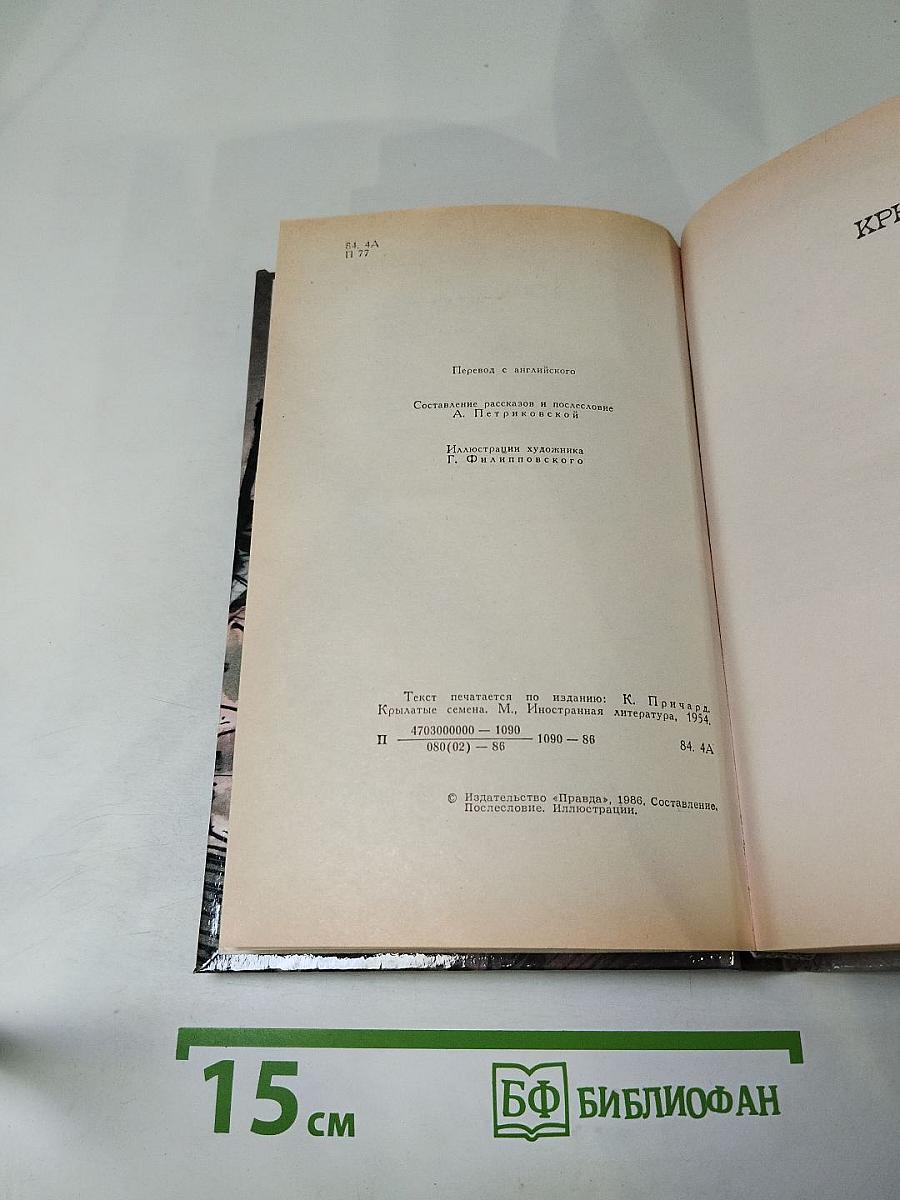 84. 4А
П 77
КРЫ
Перевод с английского
Составление рассказов и послесловие
А. Петриковской
Иллюстрации художника
Г. Филипповского
Текст печатается по изданию: К. Причард.
Крылатые семена. М., Иностранная литература, 1954.
П 4703000000 — 1090
080(02) — 86
1090 — 86
84. 4А
© Издательство «Правда», 1986. Составление.
Послесловие. Иллюстрации.
15 см
БФ БИБЛИОФАН